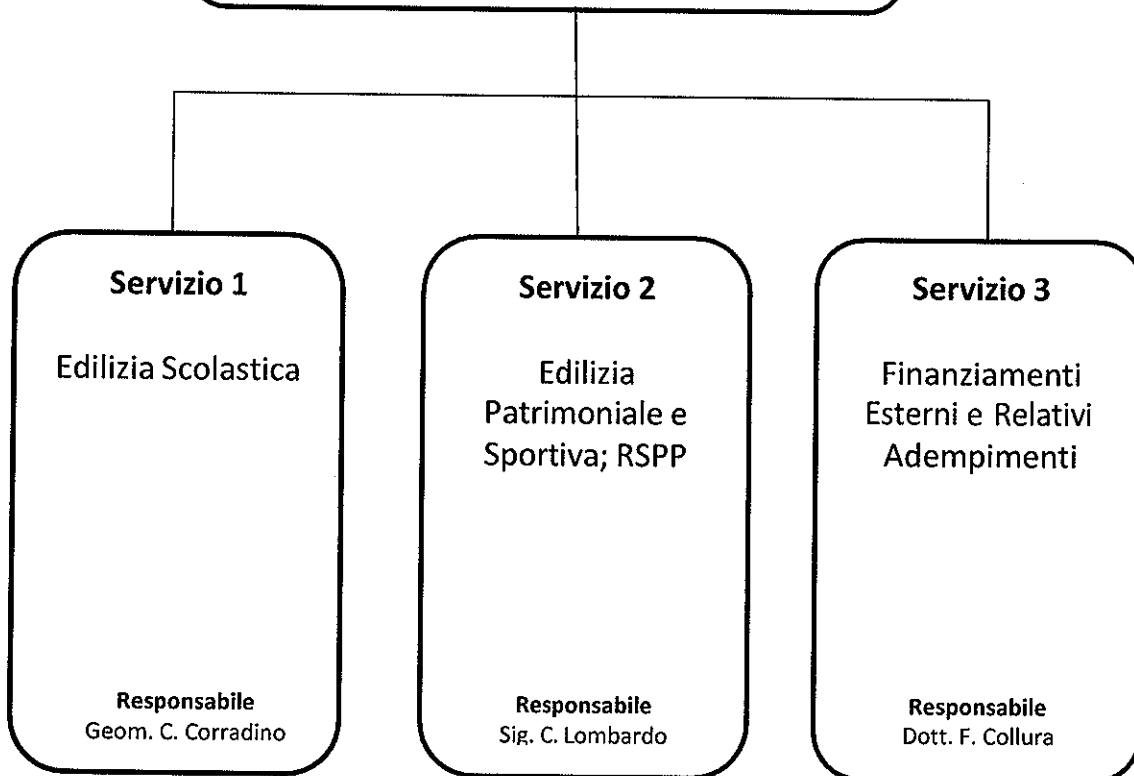 Servizio 1
Edilizia Scolastica
Responsabile
Geom. C. Corradino
Servizio 2
Edilizia
Patrimoniale e
Sportiva; RSPP
Responsabile
Sig. C. Lombardo
Servizio 3
Finanziamenti
Esterni e Relativi
Adempimenti
Responsabile
Dott. F. Collura